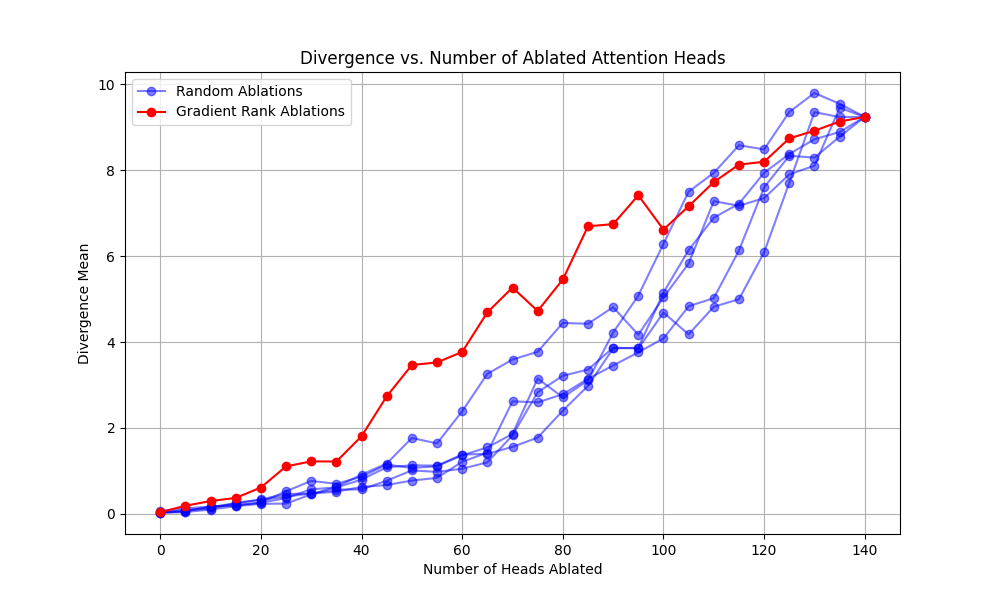 Divergence vs. Number of Ablated Attention Heads
Random Ablations
Gradient Rank Ablations
Divergence Mean
10
8
6
4
2
0
0 20 40 60 80 100 120 140
Number of Heads Ablated